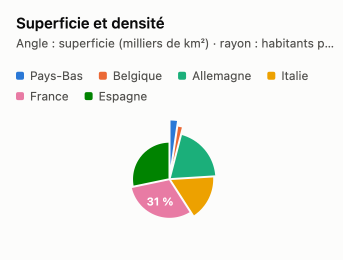 Superficie et densité
Angle : superficie (milliers de km²) · rayon : habitants p...
Pays-Bas
Belgique
Allemagne
Italie
France
Espagne
31 %